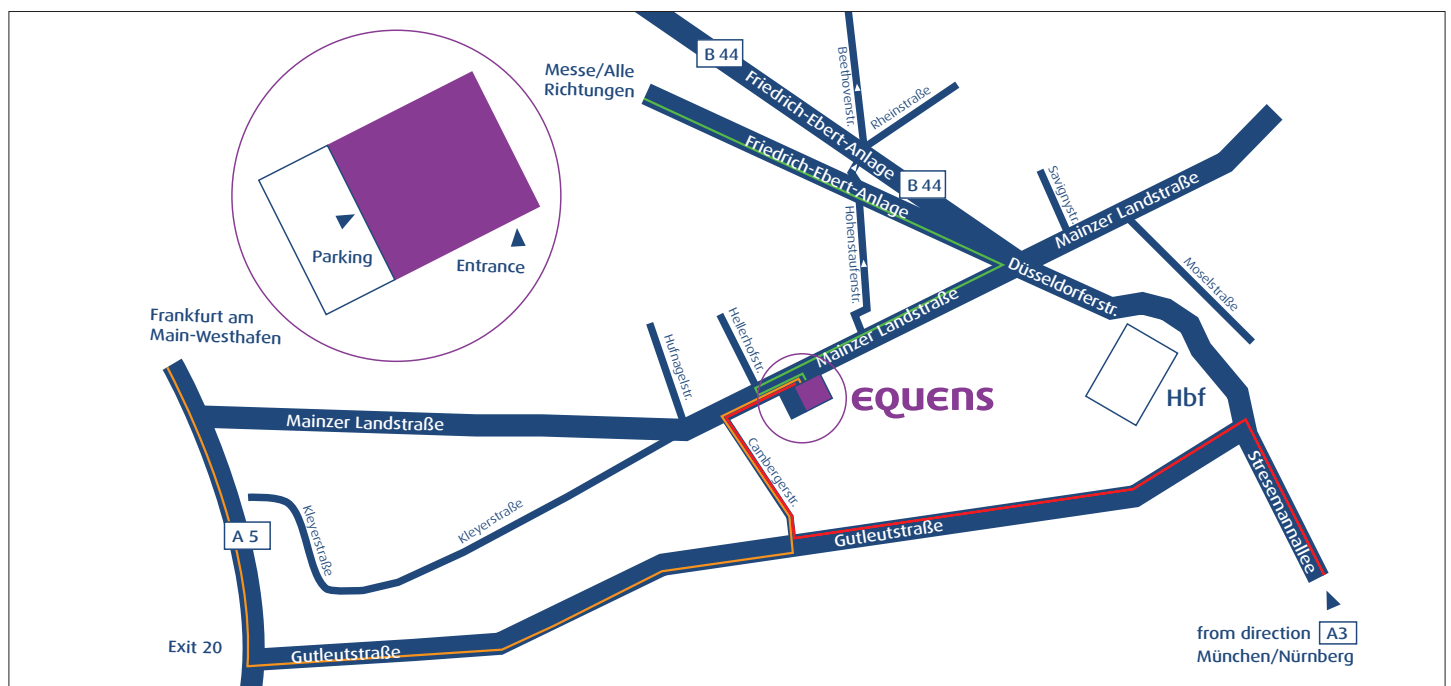 B 44
Messe/Alle
Richtungen
Friedrich-Ebert-Anlage
Beethovenstr.
Rheinstraße
Friedrich-Ebert-Anlage
B 44
Savignystr.
Mainzer Landstraße
Hohenstaufenstr.
Moselstraße
Düsseldorferstr.
Parking
Entrance
Frankfurt am
Main-Westhafen
Hufnagelstr.
Hellerhofstr.
Mainzer Landstraße
EQUENS
Hbf
Mainzer Landstraße
Cambergerstr.
Stresemannallee
Kleyerstraße
Kleyerstraße
A 5
Gutleutstraße
Exit 20
Gutleutstraße
from direction A3
München/Nürnberg